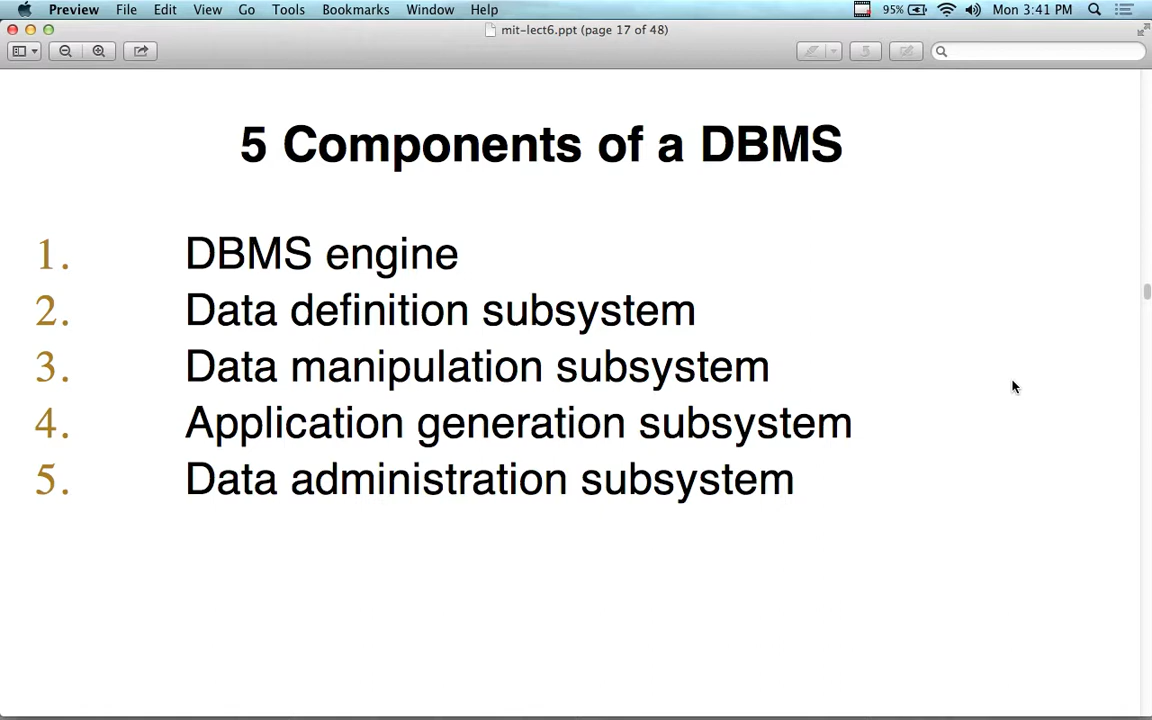 Preview File Edit View Go Tools Bookmarks Window Help 95% Mon 3:41 PM
mit-lect6.ppt (page 17 of 48)
5 Components of a DBMS
1. DBMS engine
2. Data definition subsystem
3. Data manipulation subsystem
4. Application generation subsystem
5. Data administration subsystem